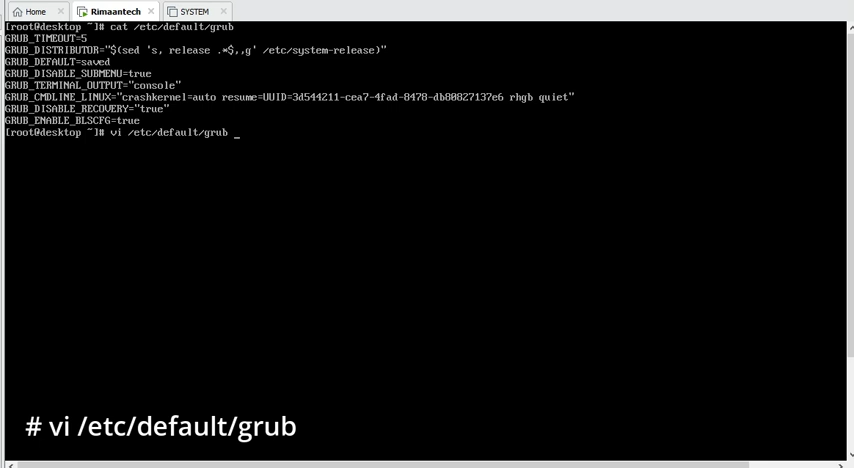 Home
Rimaantech
SYSTEM
[root@desktop ~]# cat /etc/default/grub
GRUB_TIMEOUT=5
GRUB_DISTRIBUTOR="$(sed 's, release .*$,,g' /etc/system-release)"
GRUB_DEFAULT=saved
GRUB_DISABLE_SUBMENU=true
GRUB_TERMINAL_OUTPUT="console"
GRUB_CMDLINE_LINUX="crashkernel=auto resume=UUID=3d544211-cea7-4fad-8478-db80827137e6 rhgb quiet"
GRUB_DISABLE_RECOVERY="true"
GRUB_ENABLE_BLSCFG=true
[root@desktop ~]# vi /etc/default/grub _
# vi /etc/default/grub